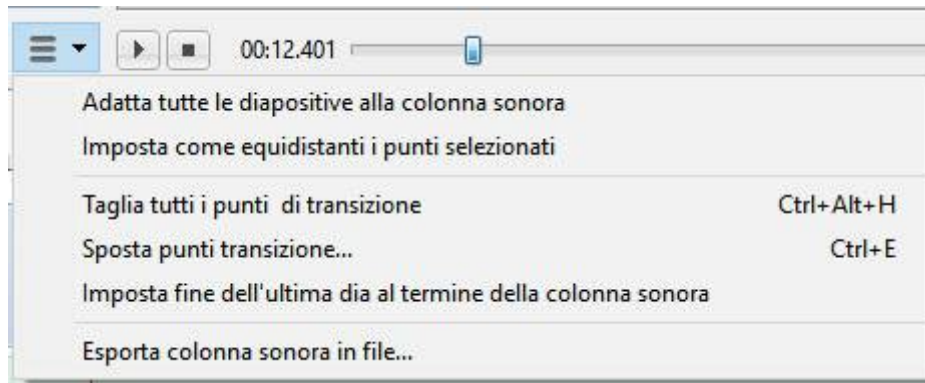 00:12.401
Adatta tutte le diapositive alla colonna sonora
Imposta come equidistanti i punti selezionati
Taglia tutti i punti  di transizione Ctrl+Alt+H
Sposta punti transizione... Ctrl+E
Imposta fine dell'ultima dia al termine della colonna sonora
Esporta colonna sonora in file...